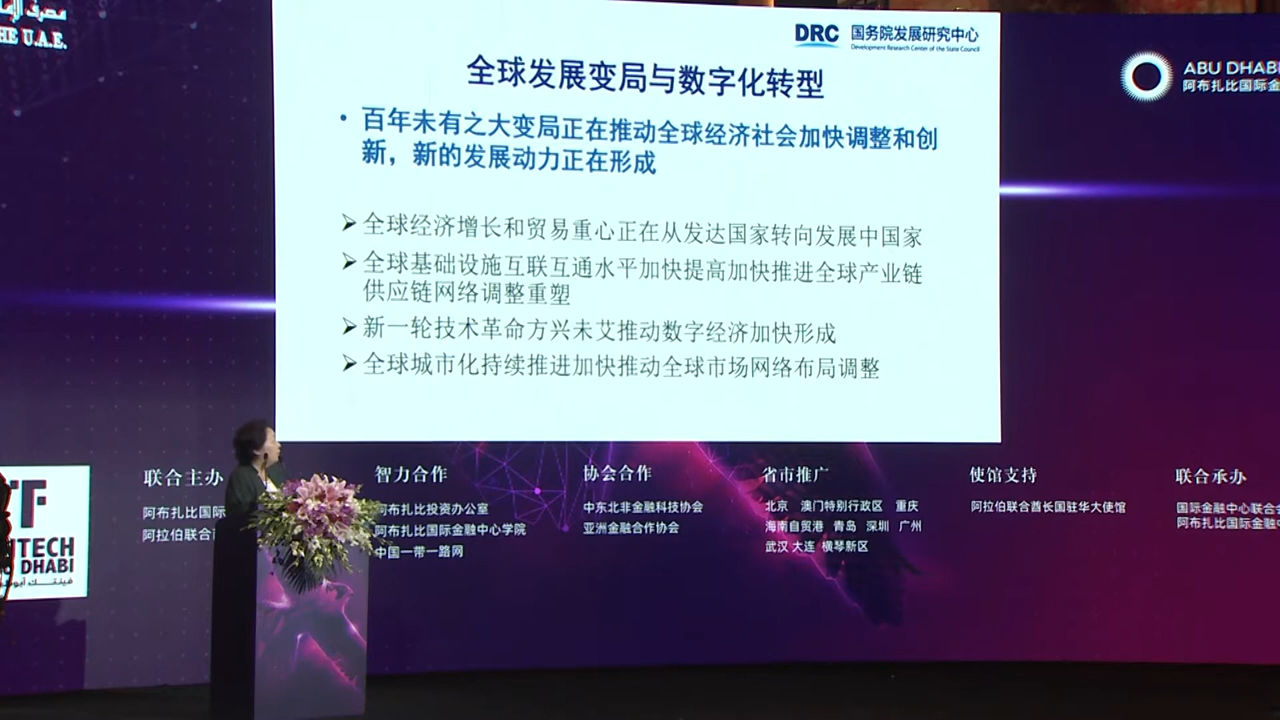 مصرف الإما
HE U.A.E.
DRC 国务院发展研究中心
Development Research Center of the State Council
ABU DHABI
阿布扎比国际金
全球发展变局与数字化转型
• 百年未有之大变局正在推动全球经济社会加快调整和创
新，新的发展动力正在形成
➢ 全球经济增长和贸易重心正在从发达国家转向发展中国家
➢ 全球基础设施互联互通水平加快提高加快推进全球产业链
供应链网络调整重塑
➢ 新一轮技术革命方兴未艾推动数字经济加快形成
➢ 全球城市化持续推进加快推动全球市场网络布局调整
TF
NTECH
DHABI
联合主办
阿布扎比国际
阿拉伯联合
智力合作
阿布扎比投资办公室
阿布扎比国际金融中心学院
中国一带一路网
协会合作
中东北非金融科技协会
亚洲金融合作协会
省市推广
北京 澳门特别行政区 重庆
海南自贸港 青岛 深圳 广州
武汉 大连 横琴新区
使馆支持
阿拉伯联合酋长国驻华大使馆
联合承办
国际金融中心联合会
阿布扎比国际金融